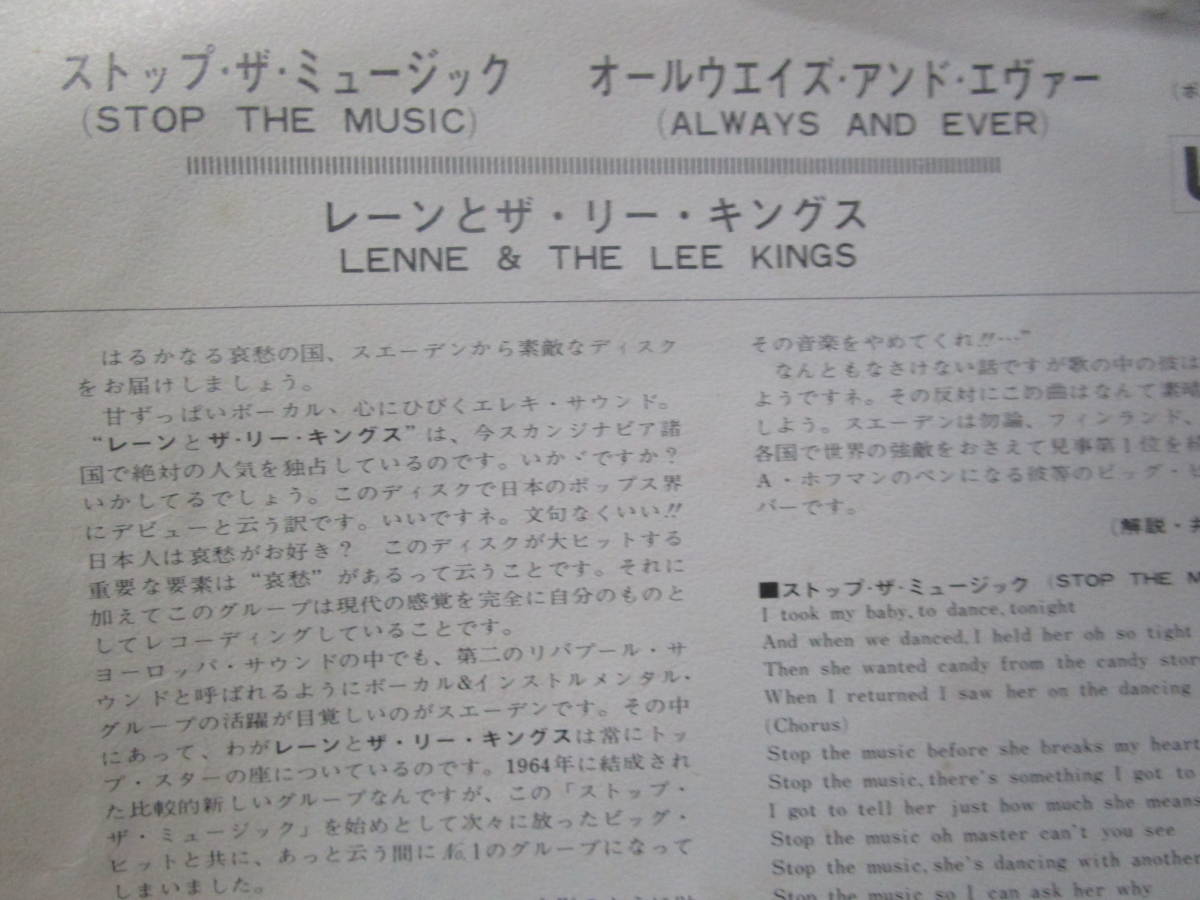 ストップ・ザ・ミュージック
(STOP THE MUSIC)
オールウエイズ・アンド・エヴァー
(ALWAYS AND EVER)
レーンとザ・リー・キングス
LENNE & THE LEE KINGS
はるかなる哀愁の国、スエーデンから素敵なディスク
をお届けしましょう。
甘ずっぱいボーカル、心にひびくエレキ・サウンド。
“レーンとザ・リー・キングス”は、今スカンジナビア諸
国で絶対の人気を独占しているのです。いかゞですか？
いかしてるでしょう。このディスクで日本のポップス界
にデビューと云う訳です。いいですネ。文句なくいい!!
日本人は哀愁がお好き？　このディスクが大ヒットする
重要な要素は“哀愁”があるって云うことです。それに
加えてこのグループは現代の感覚を完全に自分のものと
してレコーディングしていることです。
ヨーロッパ・サウンドの中でも、第二のリバプール・サ
ウンドと呼ばれるようにボーカル&インストルメンタル・
グループの活躍が目覚しいのがスエーデンです。その中
にあって、わがレーンとザ・リー・キングスは常にトッ
プ・スターの座についているのです。1964年に結成され
た比較的新しいグループなんですが、この「ストップ・
ザ・ミュージック」を始めとして次々に放ったビッグ・
ヒットと共に、あっと云う間に№1のグループになって
しまいました。
その音楽をやめてくれ!!…”
なんともなさけない話ですが歌の中の彼は
ようですネ。その反対にこの曲はなんて素晴
しよう。スエーデンは勿論、フィンランド、
各国で世界の強敵をおさえて見事第1位を
A・ホフマンのペンになる彼等のビッグ・
バーです。
(解説・
■ストップ・ザ・ミュージック (STOP THE M
I took my baby, to dance, tonight
And when we danced, I held her oh so tight
Then she wanted candy from the candy stor
When I returned I saw her on the dancing
(Chorus)
Stop the music before she breaks my heart
Stop the music, there's something I got to
I got to tell her just how much she means
Stop the music oh master can't you see
Stop the music, she's dancing with another
Stop the music so I can ask her why